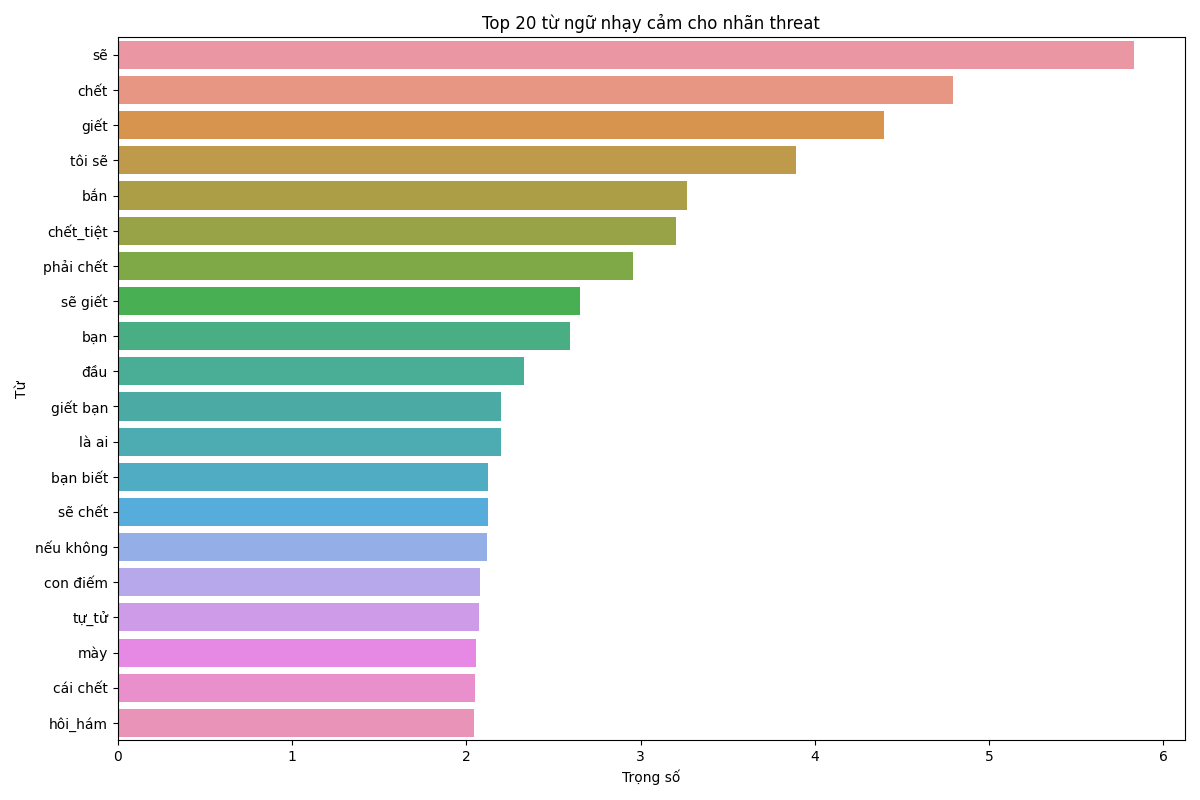 Top 20 từ ngữ nhạy cảm cho nhãn threat
sẽ
chết
giết
tôi sẽ
bắn
chết_tiệt
phải chết
sẽ giết
bạn
đầu
giết bạn
là ai
bạn biết
sẽ chết
nếu không
con điếm
tự_tử
mày
cái chết
hôi_hám
Từ
0 1 2 3 4 5 6
Trọng số